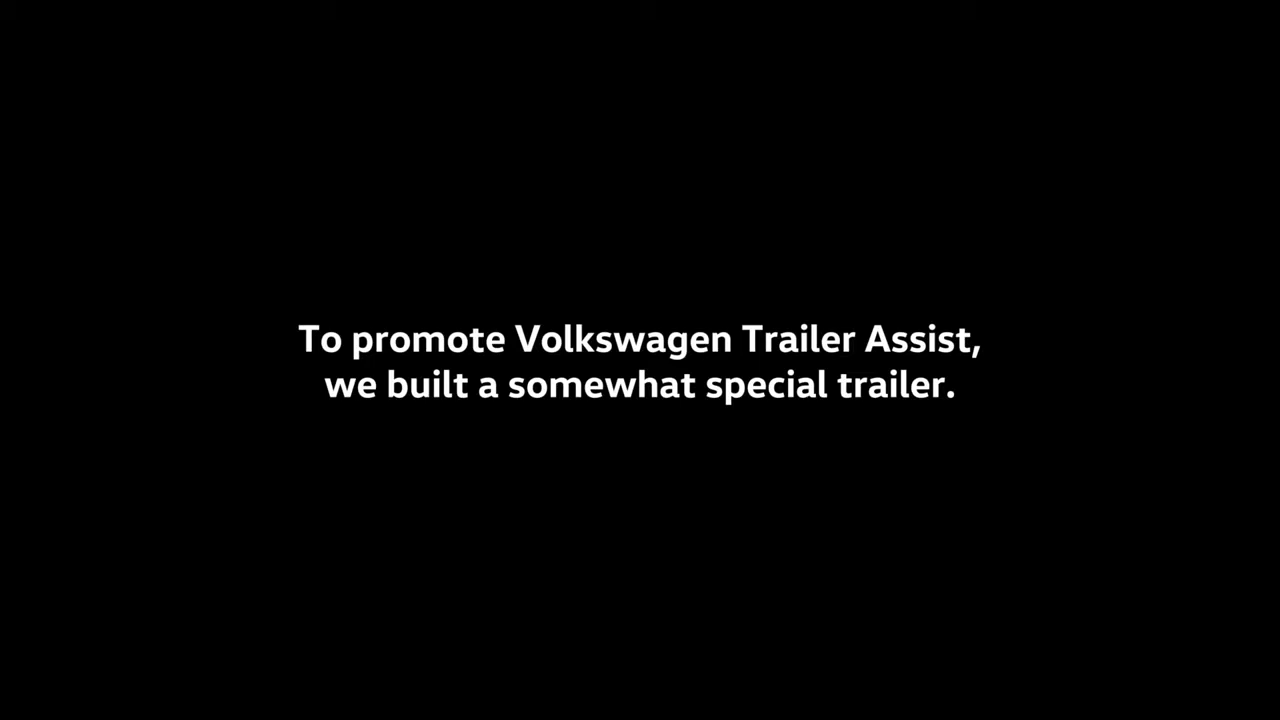 To promote Volkswagen Trailer Assist,
we built a somewhat special trailer.